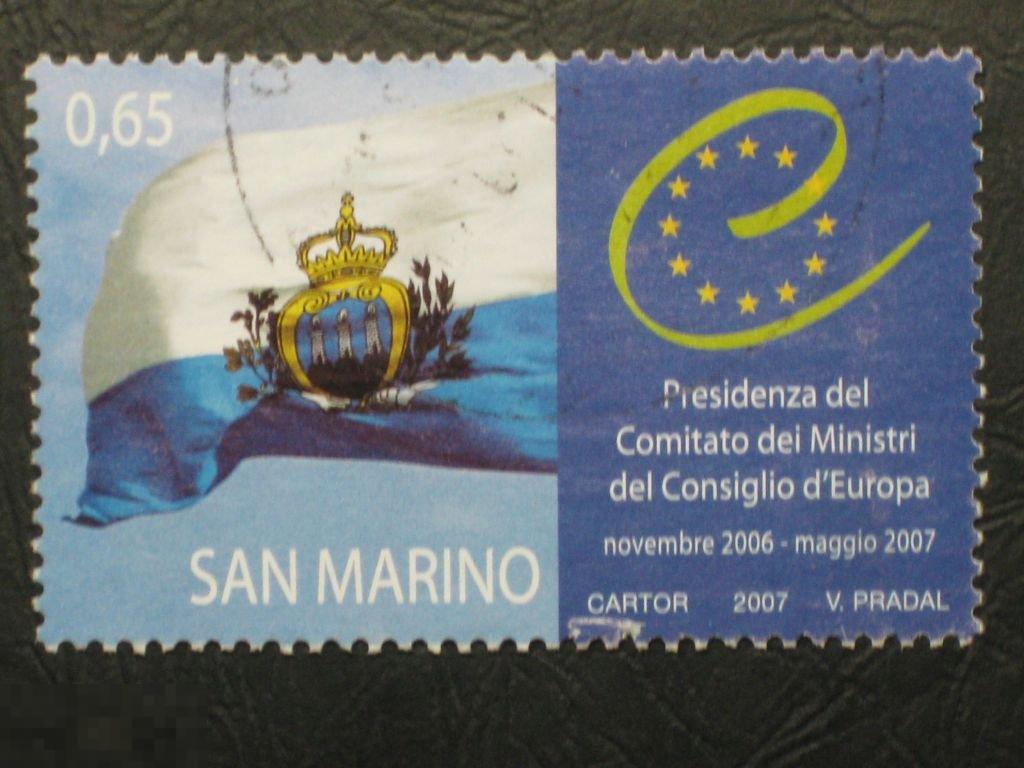 0,65
SAN MARINO
Presidenza del
Comitato dei Ministri
del Consiglio d'Europa
novembre 2006 - maggio 2007
CARTOR 2007 V. PRADAL